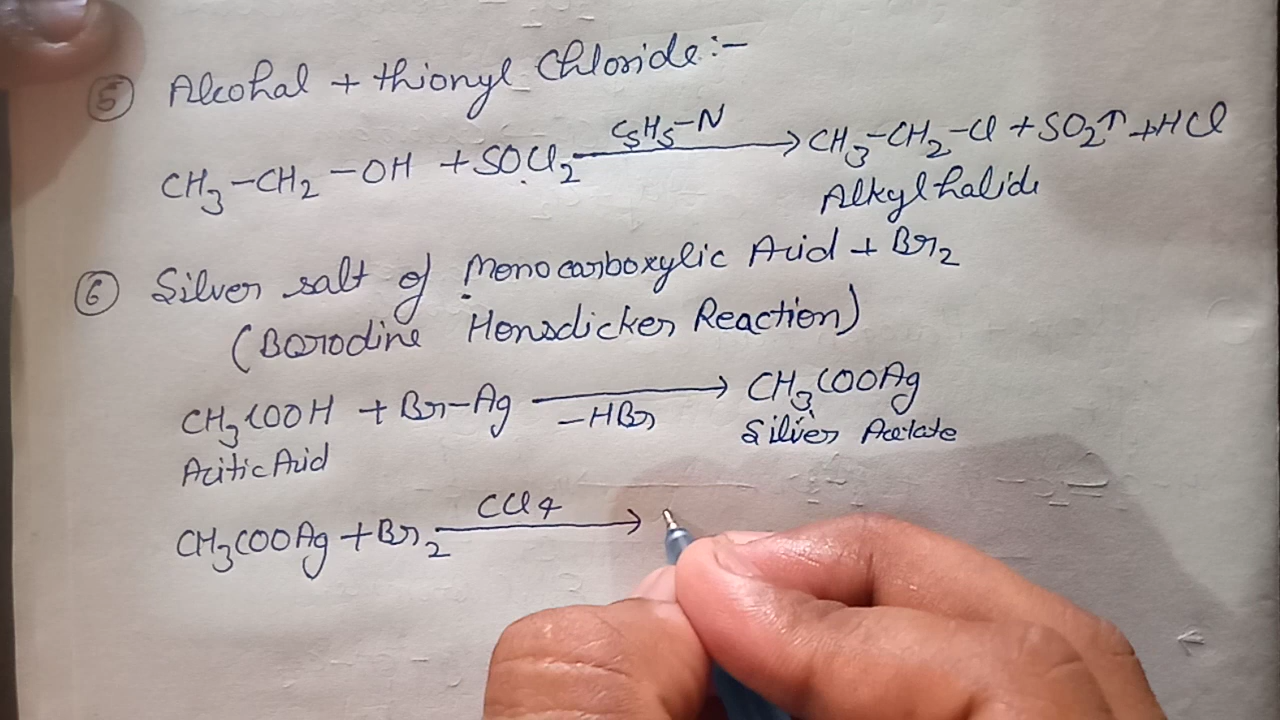 ⑤ Alcohal + thionyl Chloride:-
CH₃-CH₂-OH + SOCl₂ C₅H₅-N → CH₃-CH₂-Cl + SO₂↑ + HCl
Alkyl halide
⑥ Silver salt of Monocarboxylic Acid + Br₂
(Borodine Honsdicker Reaction)
CH₃COOH + Br-Ag -HBr → CH₃COOAg
Acitic Acid Silver Acetate
CH₃COOAg + Br₂ CCl₄ →